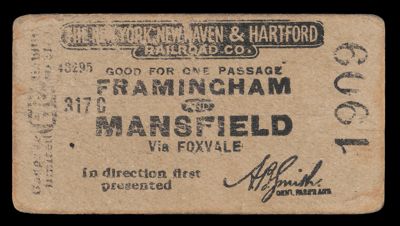 THE NEW YORK, NEW HAVEN & HARTFORD
RAILROAD CO.
48295
GOOD FOR ONE PASSAGE
FRAMINGHAM
317 C
AND
MANSFIELD
Via FOXVALE
In direction first
presented
A.B. Smith.
GEN'L PASS'R AGT.
1909